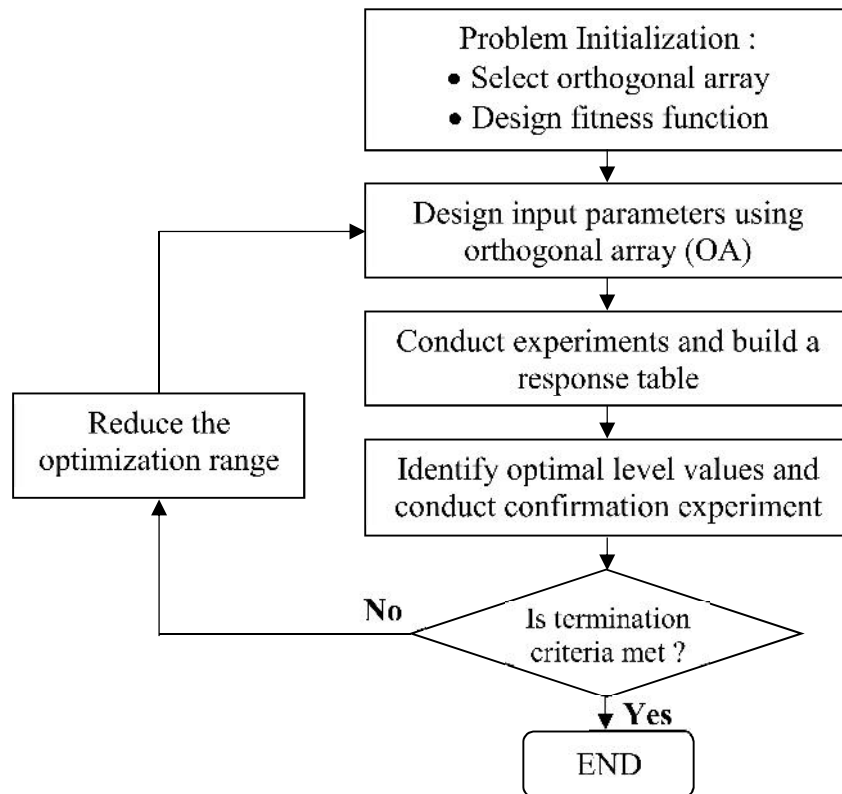 Problem Initialization :
• Select orthogonal array
• Design fitness function
Design input parameters using
orthogonal array (OA)
Conduct experiments and build a
response table
Reduce the
optimization range
Identify optimal level values and
conduct confirmation experiment
No
Is termination
criteria met ?
Yes
END